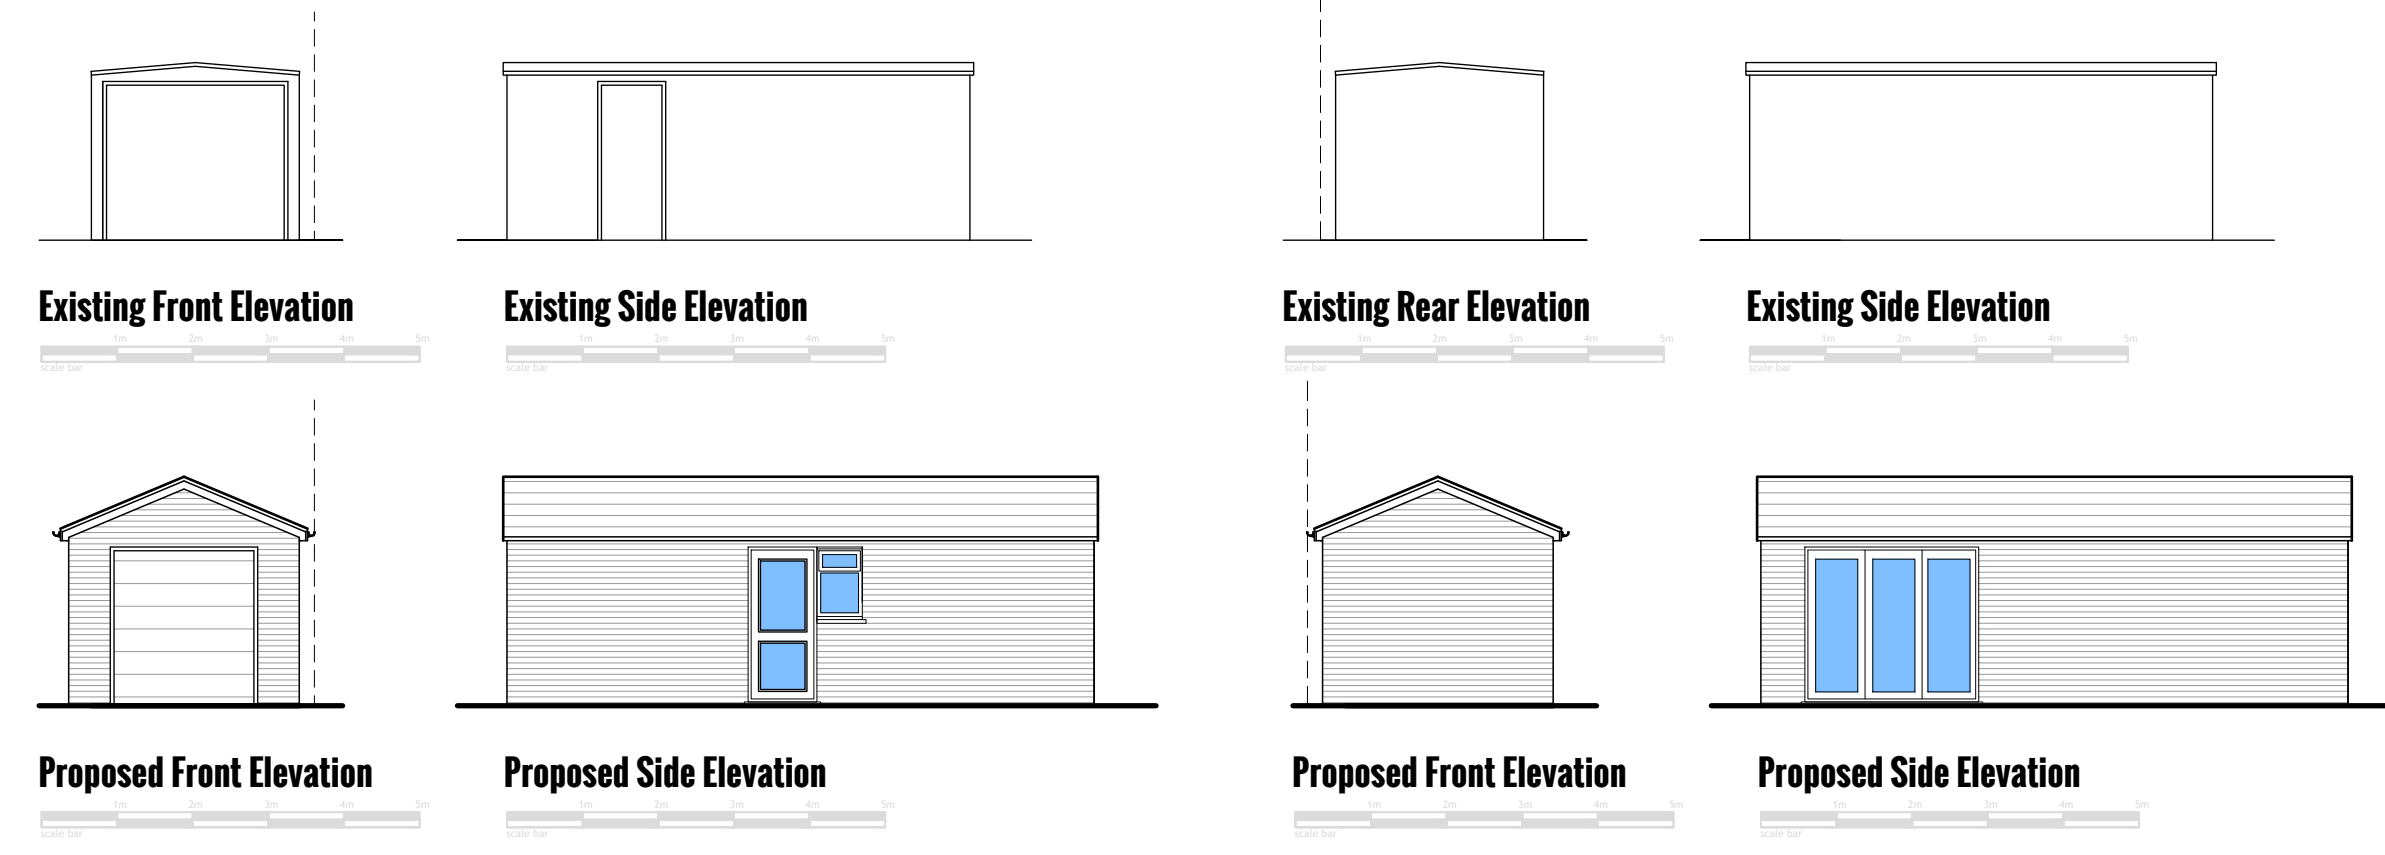 Existing Front Elevation
1m 2m 3m 4m 5m
scale bar
Existing Side Elevation
1m 2m 3m 4m 5m
scale bar
Existing Rear Elevation
1m 2m 3m 4m 5m
scale bar
Existing Side Elevation
1m 2m 3m 4m 5m
scale bar
Proposed Front Elevation
1m 2m 3m 4m 5m
scale bar
Proposed Side Elevation
1m 2m 3m 4m 5m
scale bar
Proposed Front Elevation
1m 2m 3m 4m 5m
scale bar
Proposed Side Elevation
1m 2m 3m 4m 5m
scale bar